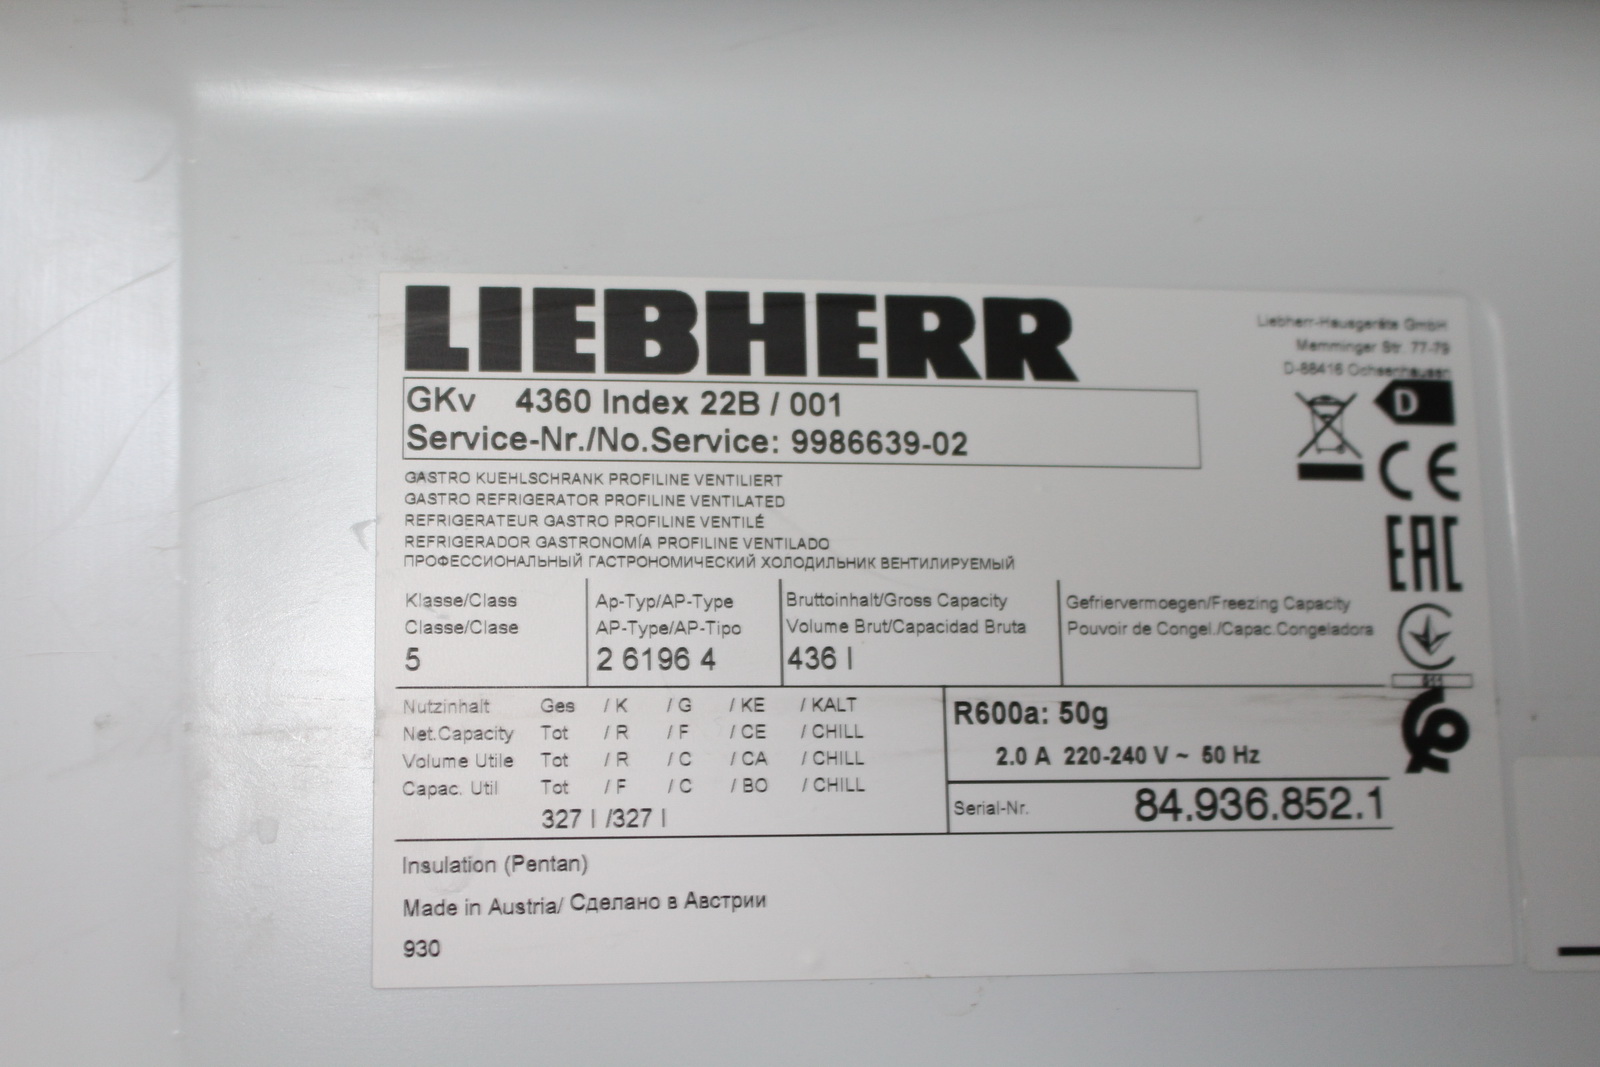 LIEBHERR
Liebherr-Hausgeräte GmbH
Memminger Str. 77-79
D-88416 Ochsenhausen
D
GKv 4360 Index 22B / 001
Service-Nr./No.Service: 9986639-02
CE
EAC
GASTRO KUEHLSCHRANK PROFILINE VENTILIERT
GASTRO REFRIGERATOR PROFILINE VENTILATED
REFRIGERATEUR GASTRO PROFILINE VENTILÉ
REFRIGERADOR GASTRONOMÍA PROFILINE VENTILADO
ПРОФЕССИОНАЛЬНЫЙ ГАСТРОНОМИЧЕСКИЙ ХОЛОДИЛЬНИК ВЕНТИЛИРУЕМЫЙ
Klasse/Class
Classe/Clase
5
Ap-Typ/AP-Type
AP-Type/AP-Tipo
2 6196 4
Bruttoinhalt/Gross Capacity
Volume Brut/Capacidad Bruta
436 l
Gefriervermoegen/Freezing Capacity
Pouvoir de Congel./Capac.Congeladora
Nutzinhalt Ges / K / G / KE / KALT
Net.Capacity Tot / R / F / CE / CHILL
Volume Utile Tot / R / C / CA / CHILL
Capac. Util Tot / F / C / BO / CHILL
327 l /327 l
R600a: 50g
2.0 A 220-240 V ~ 50 Hz
Serial-Nr. 84.936.852.1
Insulation (Pentan)
Made in Austria/ Сделано в Австрии
930